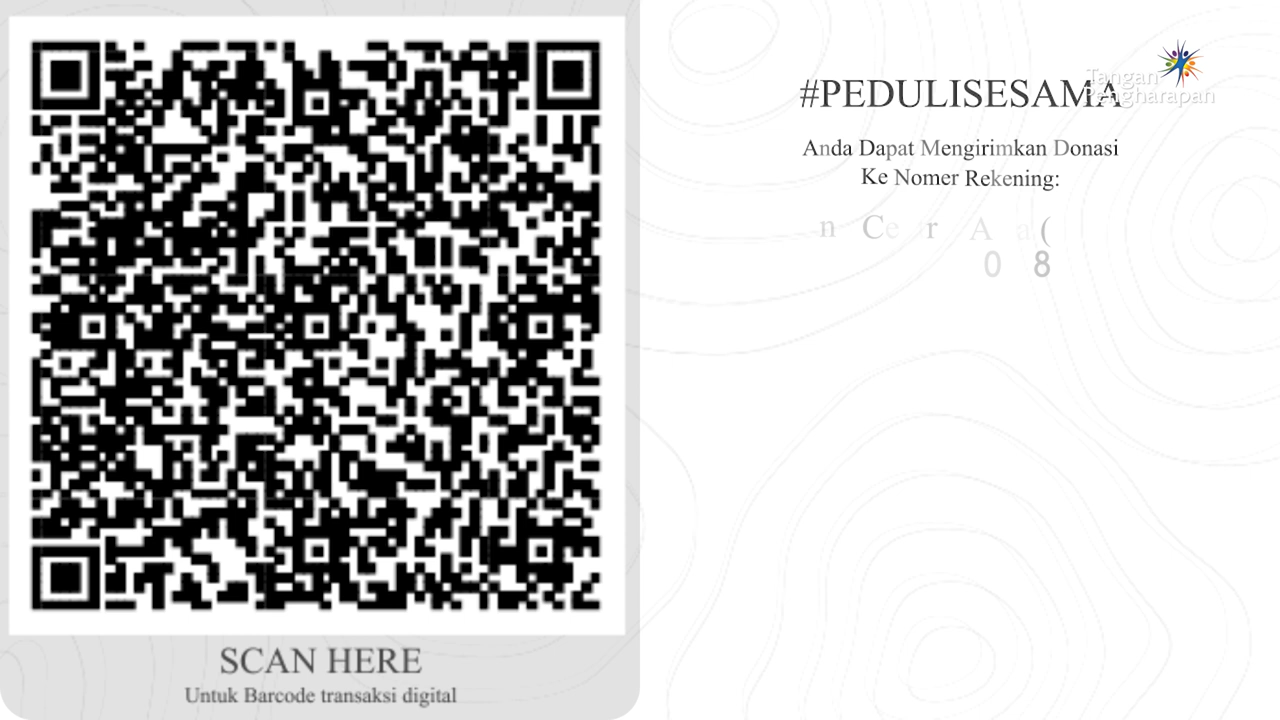 SCAN HERE
Untuk Barcode transaksi digital
Tangan
Pengharapan
#PEDULISESAMA
Anda Dapat Mengirimkan Donasi
Ke Nomer Rekening: